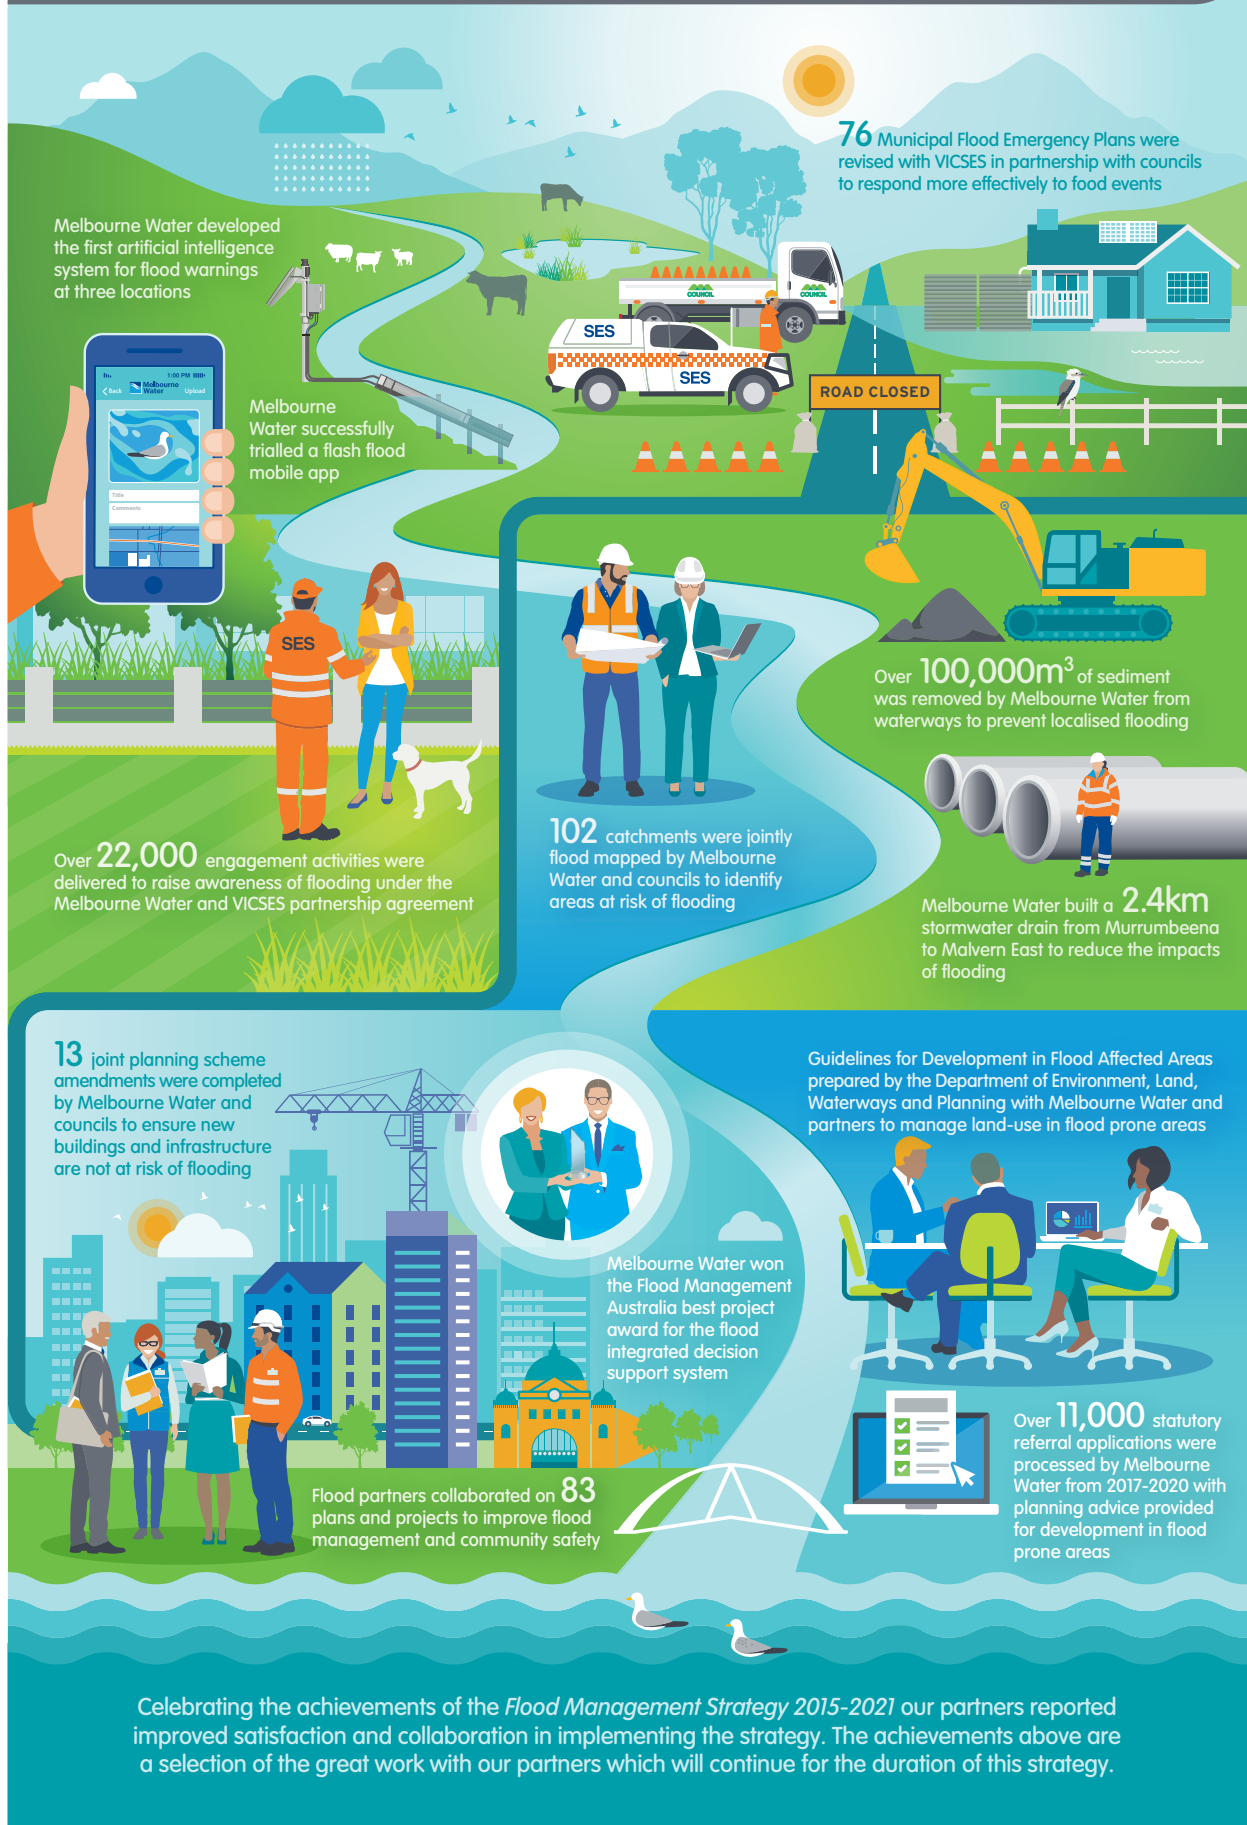 76 Municipal Flood Emergency Plans were
revised with VICSES in partnership with councils
to respond more effectively to food events
Melbourne Water developed
the first artificial intelligence
system for flood warnings
at three locations
COUNCIL
COUNCIL
SES
SES
ROAD CLOSED
1:00 PM
Back
Melbourne
Water
Upload
Title
Comments
Melbourne
Water successfully
trialled a flash flood
mobile app
SES
Over 100,000m³ of sediment
was removed by Melbourne Water from
waterways to prevent localised flooding
Over 22,000 engagement activities were
delivered to raise awareness of flooding under the
Melbourne Water and VICSES partnership agreement
102 catchments were jointly
flood mapped by Melbourne
Water and councils to identify
areas at risk of flooding
Melbourne Water built a 2.4km
stormwater drain from Murrumbeena
to Malvern East to reduce the impacts
of flooding
13 joint planning scheme
amendments were completed
by Melbourne Water and
councils to ensure new
buildings and infrastructure
are not at risk of flooding
Guidelines for Development in Flood Affected Areas
prepared by the Department of Environment, Land,
Waterways and Planning with Melbourne Water and
partners to manage land-use in flood prone areas
Melbourne Water won
the Flood Management
Australia best project
award for the flood
integrated decision
support system
Over 11,000 statutory
referral applications were
processed by Melbourne
Water from 2017-2020 with
planning advice provided
for development in flood
prone areas
Flood partners collaborated on 83
plans and projects to improve flood
management and community safety
Celebrating the achievements of the Flood Management Strategy 2015-2021 our partners reported
improved satisfaction and collaboration in implementing the strategy. The achievements above are
a selection of the great work with our partners which will continue for the duration of this strategy.